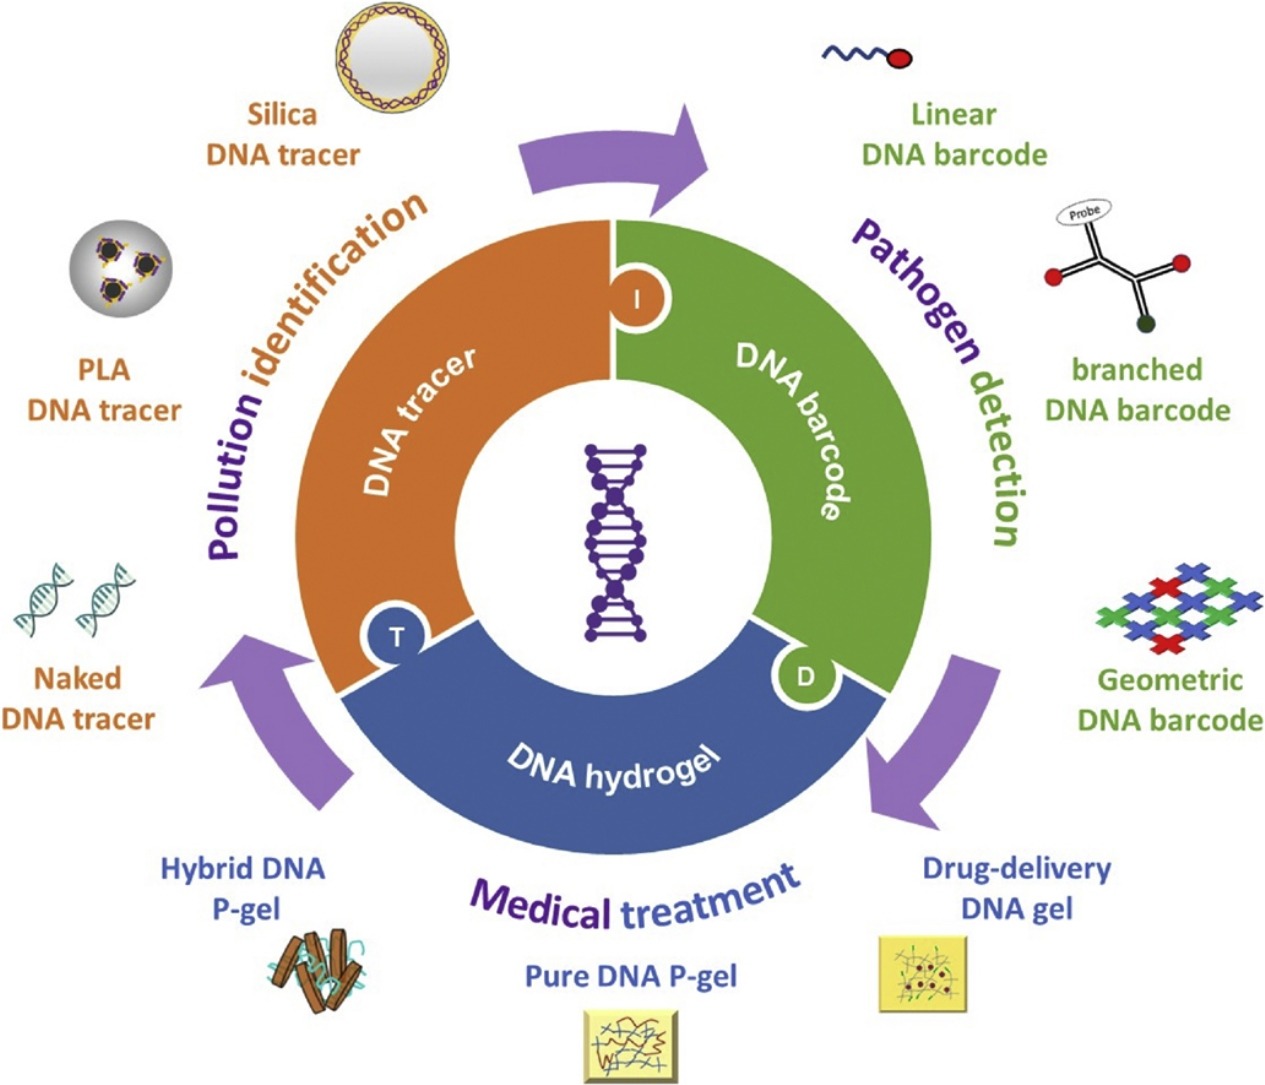 Silica
DNA tracer
Linear
DNA barcode
Probe
PLA
DNA tracer
Pollution identification
Pathogen detection
branched
DNA barcode
I
DNA tracer
DNA barcode
T
D
DNA hydrogel
Naked
DNA tracer
Geometric
DNA barcode
Hybrid DNA
P-gel
Medical treatment
Drug-delivery
DNA gel
Pure DNA P-gel